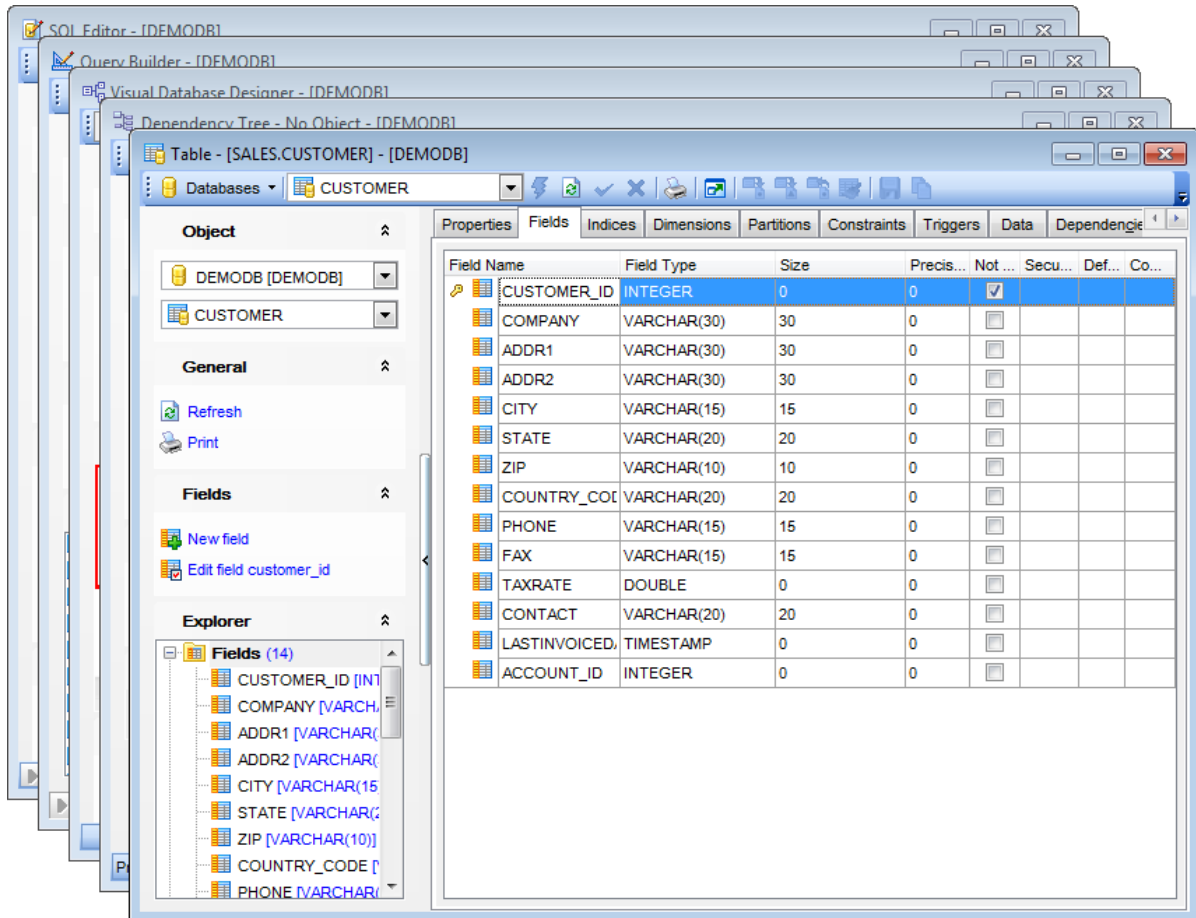 SQL Editor - [DEMODB]
Query Builder - [DEMODB]
Visual Database Designer - [DEMODB]
Dependency Tree - No Object - [DEMODB]
Table - [SALES.CUSTOMER] - [DEMODB]
Databases CUSTOMER
Object
DEMODB [DEMODB]
CUSTOMER
General
Refresh
Print
Fields
New field
Edit field customer_id
Explorer
Fields (14)
CUSTOMER_ID [INT
COMPANY [VARCHA
ADDR1 [VARCHAR(
ADDR2 [VARCHAR(
CITY [VARCHAR(15
STATE [VARCHAR(2
ZIP [VARCHAR(10)]
COUNTRY_CODE [
PHONE [VARCHAR(
Properties Fields Indices Dimensions Partitions Constraints Triggers Data Dependencie
Field Name Field Type Size Precis... Not ... Secu... Def... Co...
CUSTOMER_ID INTEGER 0 0
COMPANY VARCHAR(30) 30 0
ADDR1 VARCHAR(30) 30 0
ADDR2 VARCHAR(30) 30 0
CITY VARCHAR(15) 15 0
STATE VARCHAR(20) 20 0
ZIP VARCHAR(10) 10 0
COUNTRY_COD VARCHAR(20) 20 0
PHONE VARCHAR(15) 15 0
FAX VARCHAR(15) 15 0
TAXRATE DOUBLE 0 0
CONTACT VARCHAR(20) 20 0
LASTINVOICEDA TIMESTAMP 0 0
ACCOUNT_ID INTEGER 0 0